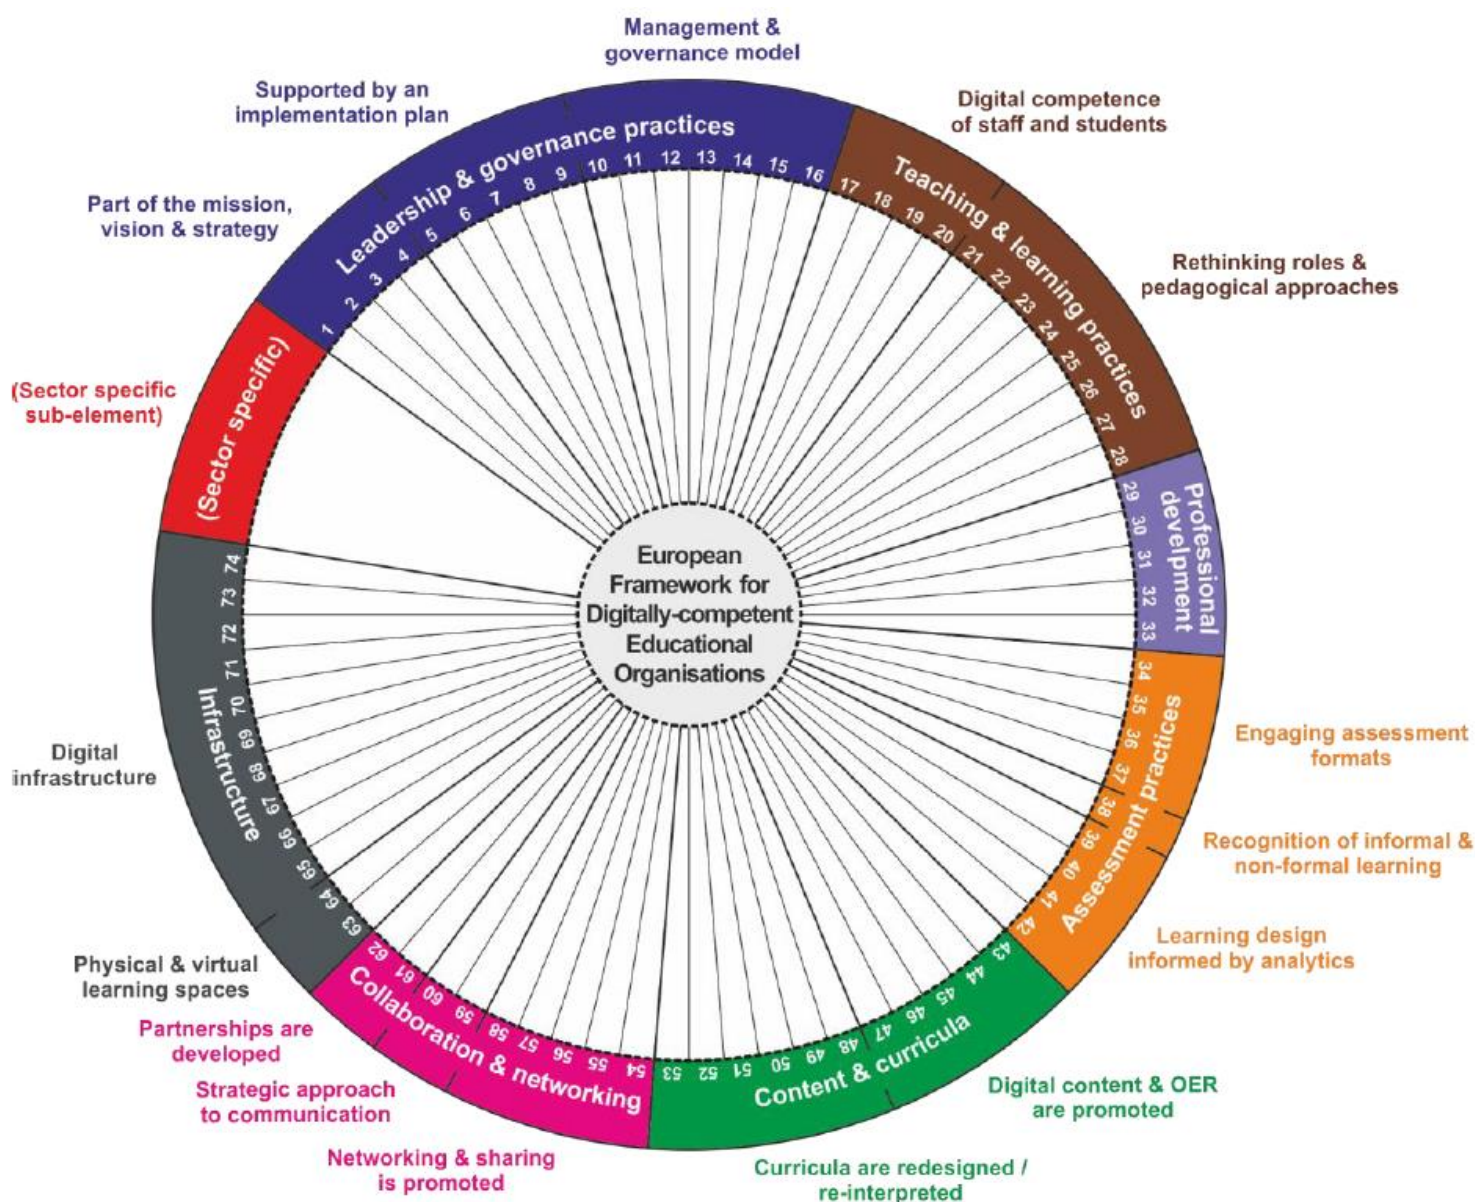 Management &
governance model
Supported by an
implementation plan
Digital competence
of staff and students
Part of the mission,
vision & strategy
Rethinking roles &
pedagogical approaches
(Sector specific
sub-element)
Leadership & governance practices
Teaching & learning practices
Professional
develpment
Assessment practices
Content & curricula
Collaboration & networking
Infrastructure
(Sector specific)
1
2
3
4
5
6
7
8
9
10
11
12
13
14
15
16
17
18
19
20
21
22
23
24
25
26
27
28
29
30
31
32
33
34
35
36
37
38
39
40
41
42
43
44
45
46
47
48
49
50
51
52
53
54
55
56
57
58
59
60
61
62
63
64
65
66
67
68
69
70
71
72
73
74
European
Framework for
Digitally-competent
Educational
Organisations
Engaging assessment
formats
Recognition of informal &
non-formal learning
Learning design
informed by analytics
Digital content & OER
are promoted
Curricula are redesigned /
re-interpreted
Networking & sharing
is promoted
Strategic approach
to communication
Partnerships are
developed
Physical & virtual
learning spaces
Digital
infrastructure